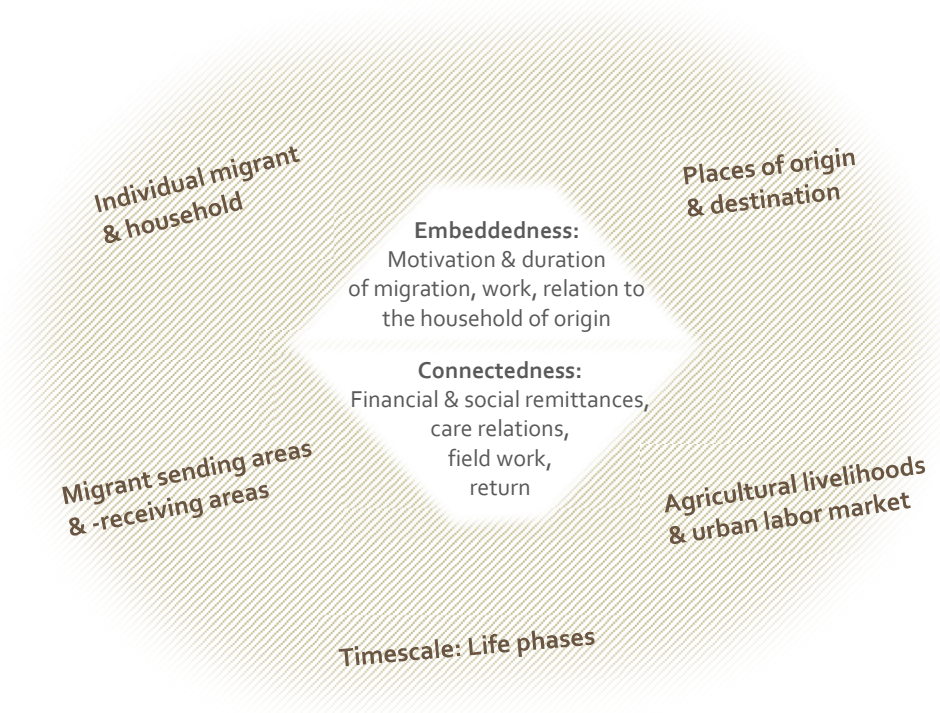 Individual migrant
& household
Places of origin
& destination
Embeddedness:
Motivation & duration
of migration, work, relation to
the household of origin
Connectedness:
Financial & social remittances,
care relations,
field work,
return
Migrant sending areas
& -receiving areas
Agricultural livelihoods
& urban labor market
Timescale: Life phases